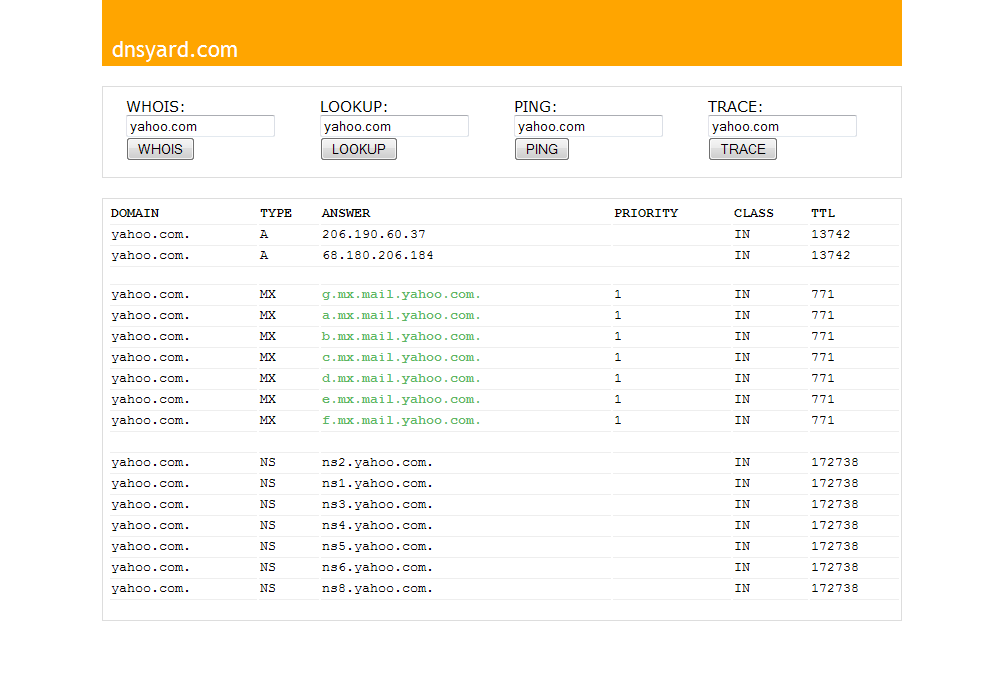 dnsyard.com
WHOIS: LOOKUP: PING: TRACE:
yahoo.com yahoo.com yahoo.com yahoo.com
WHOIS LOOKUP PING TRACE
DOMAIN TYPE ANSWER PRIORITY CLASS TTL
yahoo.com. A 206.190.60.37 IN 13742
yahoo.com. A 68.180.206.184 IN 13742
yahoo.com. MX g.mx.mail.yahoo.com. 1 IN 771
yahoo.com. MX a.mx.mail.yahoo.com. 1 IN 771
yahoo.com. MX b.mx.mail.yahoo.com. 1 IN 771
yahoo.com. MX c.mx.mail.yahoo.com. 1 IN 771
yahoo.com. MX d.mx.mail.yahoo.com. 1 IN 771
yahoo.com. MX e.mx.mail.yahoo.com. 1 IN 771
yahoo.com. MX f.mx.mail.yahoo.com. 1 IN 771
yahoo.com. NS ns2.yahoo.com. IN 172738
yahoo.com. NS ns1.yahoo.com. IN 172738
yahoo.com. NS ns3.yahoo.com. IN 172738
yahoo.com. NS ns4.yahoo.com. IN 172738
yahoo.com. NS ns5.yahoo.com. IN 172738
yahoo.com. NS ns6.yahoo.com. IN 172738
yahoo.com. NS ns8.yahoo.com. IN 172738